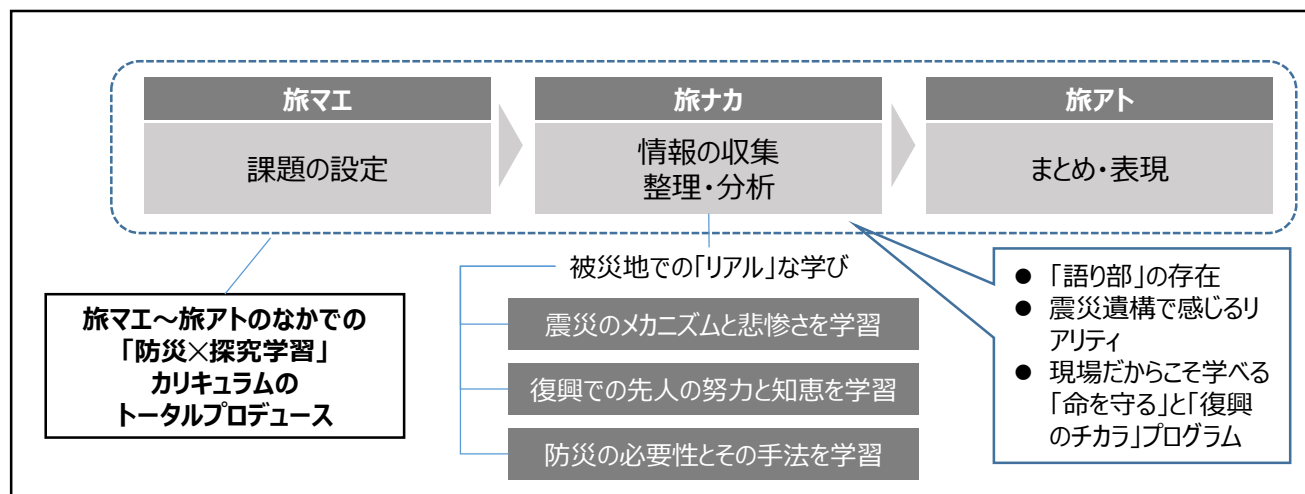 旅マエ
課題の設定
旅ナカ
情報の収集
整理・分析
旅アト
まとめ・表現
旅マエ～旅アトのなかでの
「防災×探究学習」
カリキュラムの
トータルプロデュース
被災地での「リアル」な学び
震災のメカニズムと悲惨さを学習
復興での先人の努力と知恵を学習
防災の必要性とその手法を学習
● 「語り部」の存在
● 震災遺構で感じるリ
アリティ
● 現場だからこそ学べる
「命を守る」と「復興
のチカラ」プログラム